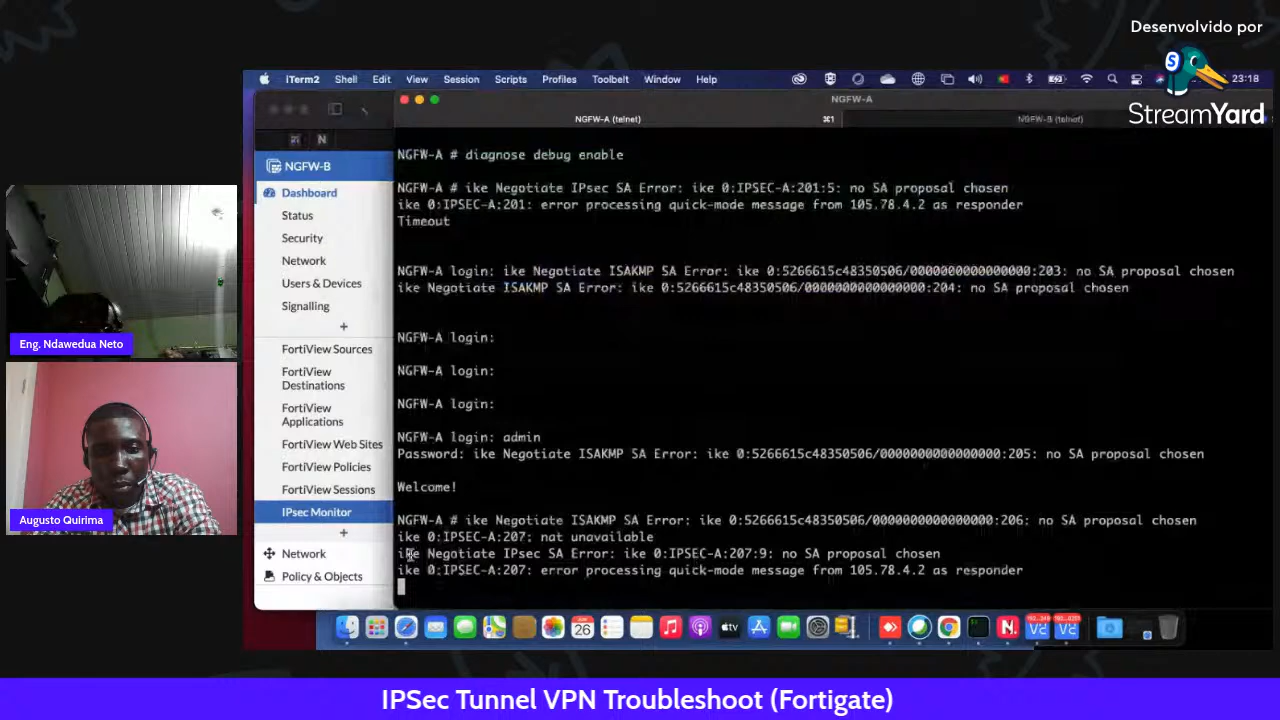 Desenvolvido por
StreamYard
iTerm2 Shell Edit View Session Scripts Profiles Toolbelt Window Help 23:18
NGFW-A
NGFW-A (telnet) ⌘1 NGFW-B (telnet)
NGFW-B
Dashboard
Status
Security
Network
Users & Devices
Signalling
+
FortiView Sources
FortiView
Destinations
FortiView
Applications
FortiView Web Sites
FortiView Policies
FortiView Sessions
IPsec Monitor
+
Network
Policy & Objects
NGFW-A # diagnose debug enable
NGFW-A # ike Negotiate IPsec SA Error: ike 0:IPSEC-A:201:5: no SA proposal chosen
ike 0:IPSEC-A:201: error processing quick-mode message from 105.78.4.2 as responder
Timeout
NGFW-A login: ike Negotiate ISAKMP SA Error: ike 0:5266615c48350506/0000000000000000:203: no SA proposal chosen
ike Negotiate ISAKMP SA Error: ike 0:5266615c48350506/0000000000000000:204: no SA proposal chosen
NGFW-A login:
NGFW-A login:
NGFW-A login:
NGFW-A login: admin
Password: ike Negotiate ISAKMP SA Error: ike 0:5266615c48350506/0000000000000000:205: no SA proposal chosen
Welcome!
NGFW-A # ike Negotiate ISAKMP SA Error: ike 0:5266615c48350506/0000000000000000:206: no SA proposal chosen
ike 0:IPSEC-A:207: nat unavailable
ike Negotiate IPsec SA Error: ike 0:IPSEC-A:207:9: no SA proposal chosen
ike 0:IPSEC-A:207: error processing quick-mode message from 105.78.4.2 as responder
Eng. Ndawedua Neto
Augusto Quirima
IPSec Tunnel VPN Troubleshoot (Fortigate)